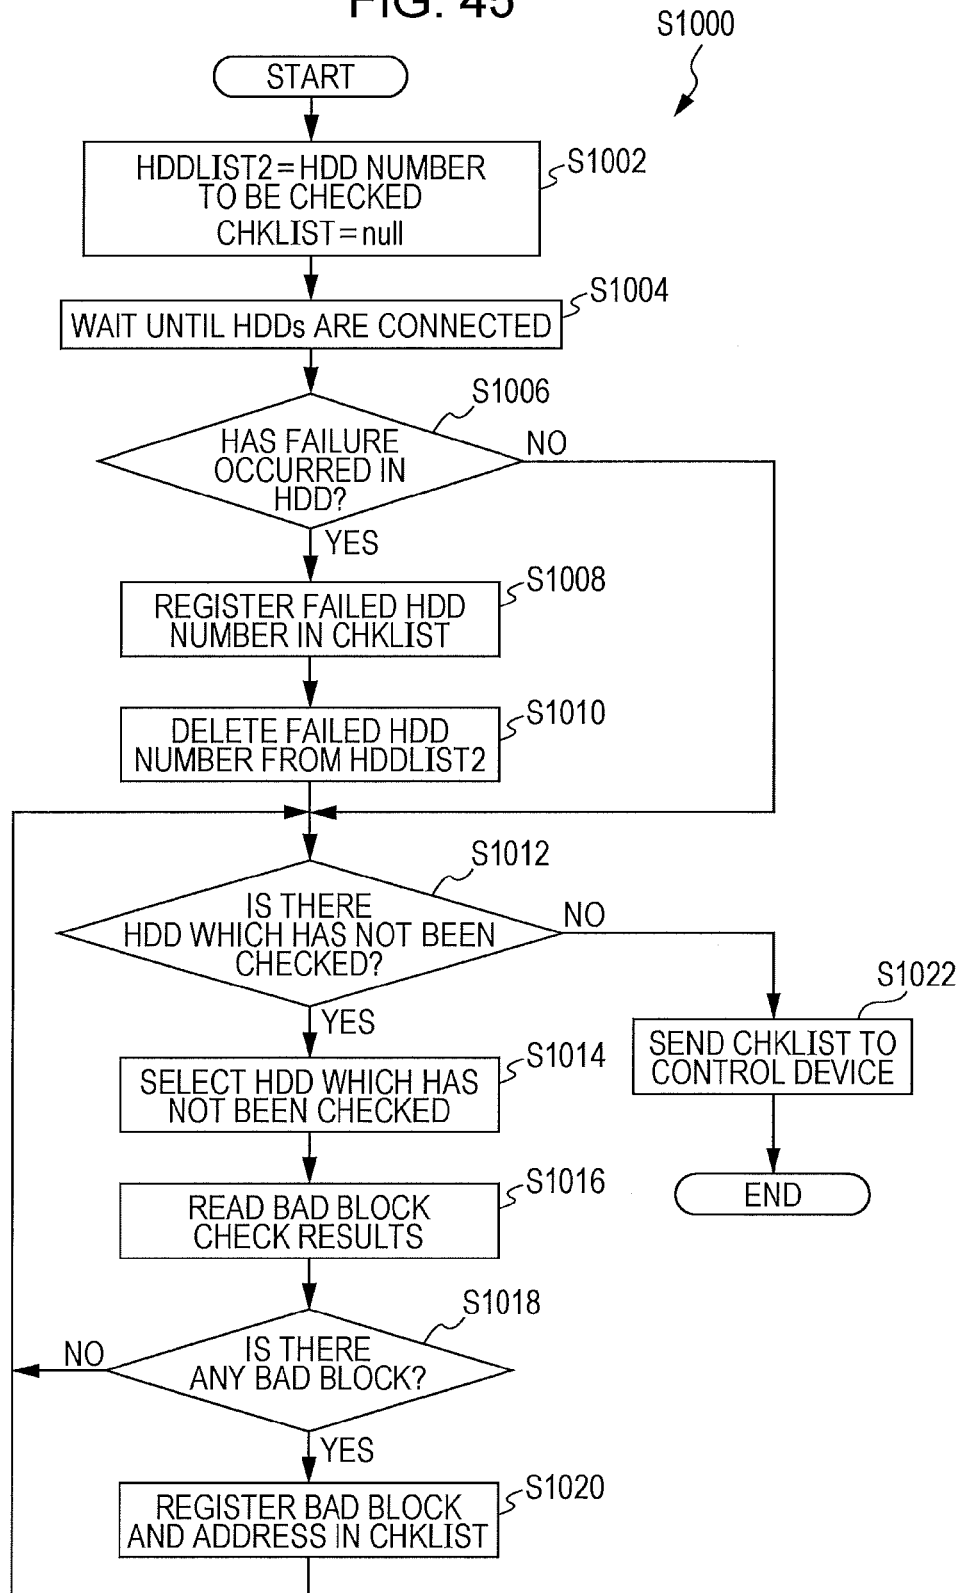 FIG. 45
S1000
START
HDDLIST2=HDD NUMBER
TO BE CHECKED
CHKLIST=null
S1002
WAIT UNTIL HDDs ARE CONNECTED
S1004
HAS FAILURE
OCCURRED IN
HDD?
S1006
NO
YES
REGISTER FAILED HDD
NUMBER IN CHKLIST
S1008
DELETE FAILED HDD
NUMBER FROM HDDLIST2
S1010
IS THERE
HDD WHICH HAS NOT BEEN
CHECKED?
S1012
NO
YES
SELECT HDD WHICH HAS
NOT BEEN CHECKED
S1014
SEND CHKLIST TO
CONTROL DEVICE
S1022
END
READ BAD BLOCK
CHECK RESULTS
S1016
IS THERE
ANY BAD BLOCK?
S1018
NO
YES
REGISTER BAD BLOCK
AND ADDRESS IN CHKLIST
S1020